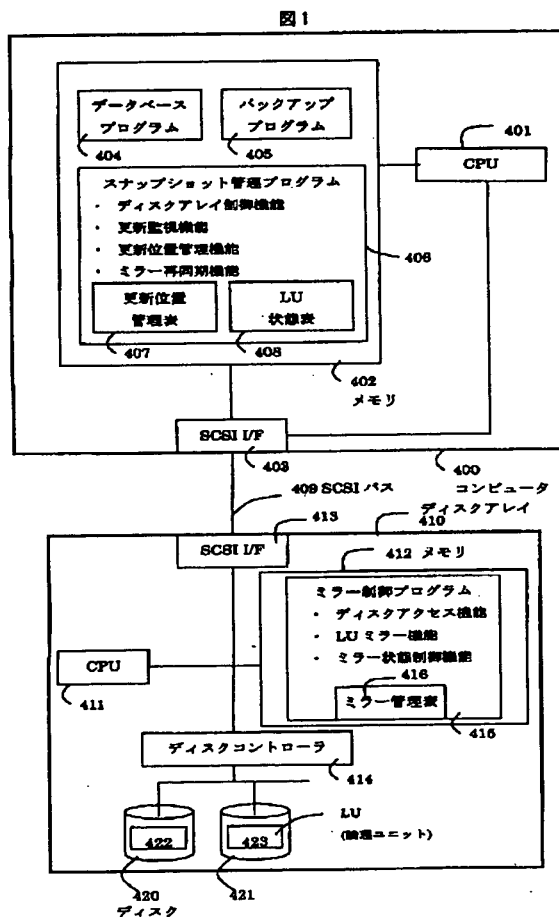 図1
データベース
プログラム
404
バックアップ
プログラム
405
401
CPU
スナップショット管理プログラム
・ ディスクアレイ制御機能
・ 更新監視機能
・ 更新位置管理機能
・ ミラー再同期機能
406
更新位置
管理表
407
LU
状態表
408
402
メモリ
SCSI I/F
403
400
コンピュータ
409 SCSI バス
413
410
ディスクアレイ
SCSI I/F
412 メモリ
ミラー制御プログラム
・ ディスクアクセス機能
・ LU ミラー機能
・ ミラー状態制御機能
416
ミラー管理表
415
CPU
411
ディスクコントローラ
414
422
423
LU
(論理ユニット)
420
421
ディスク